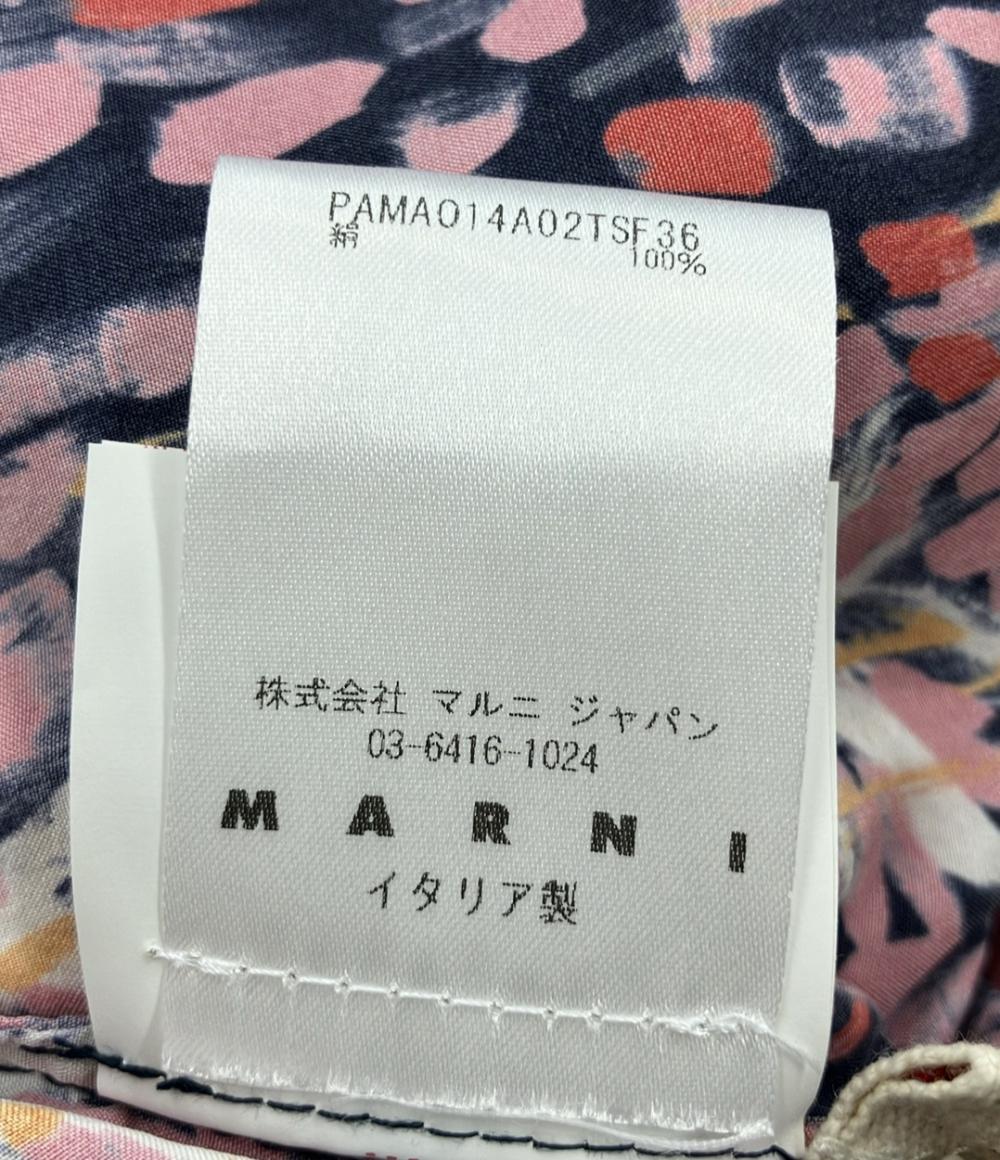 PAMA014A02TSF36
絹 100%
株式会社 マルニ ジャパン
03-6416-1024
MARNI
イタリア製